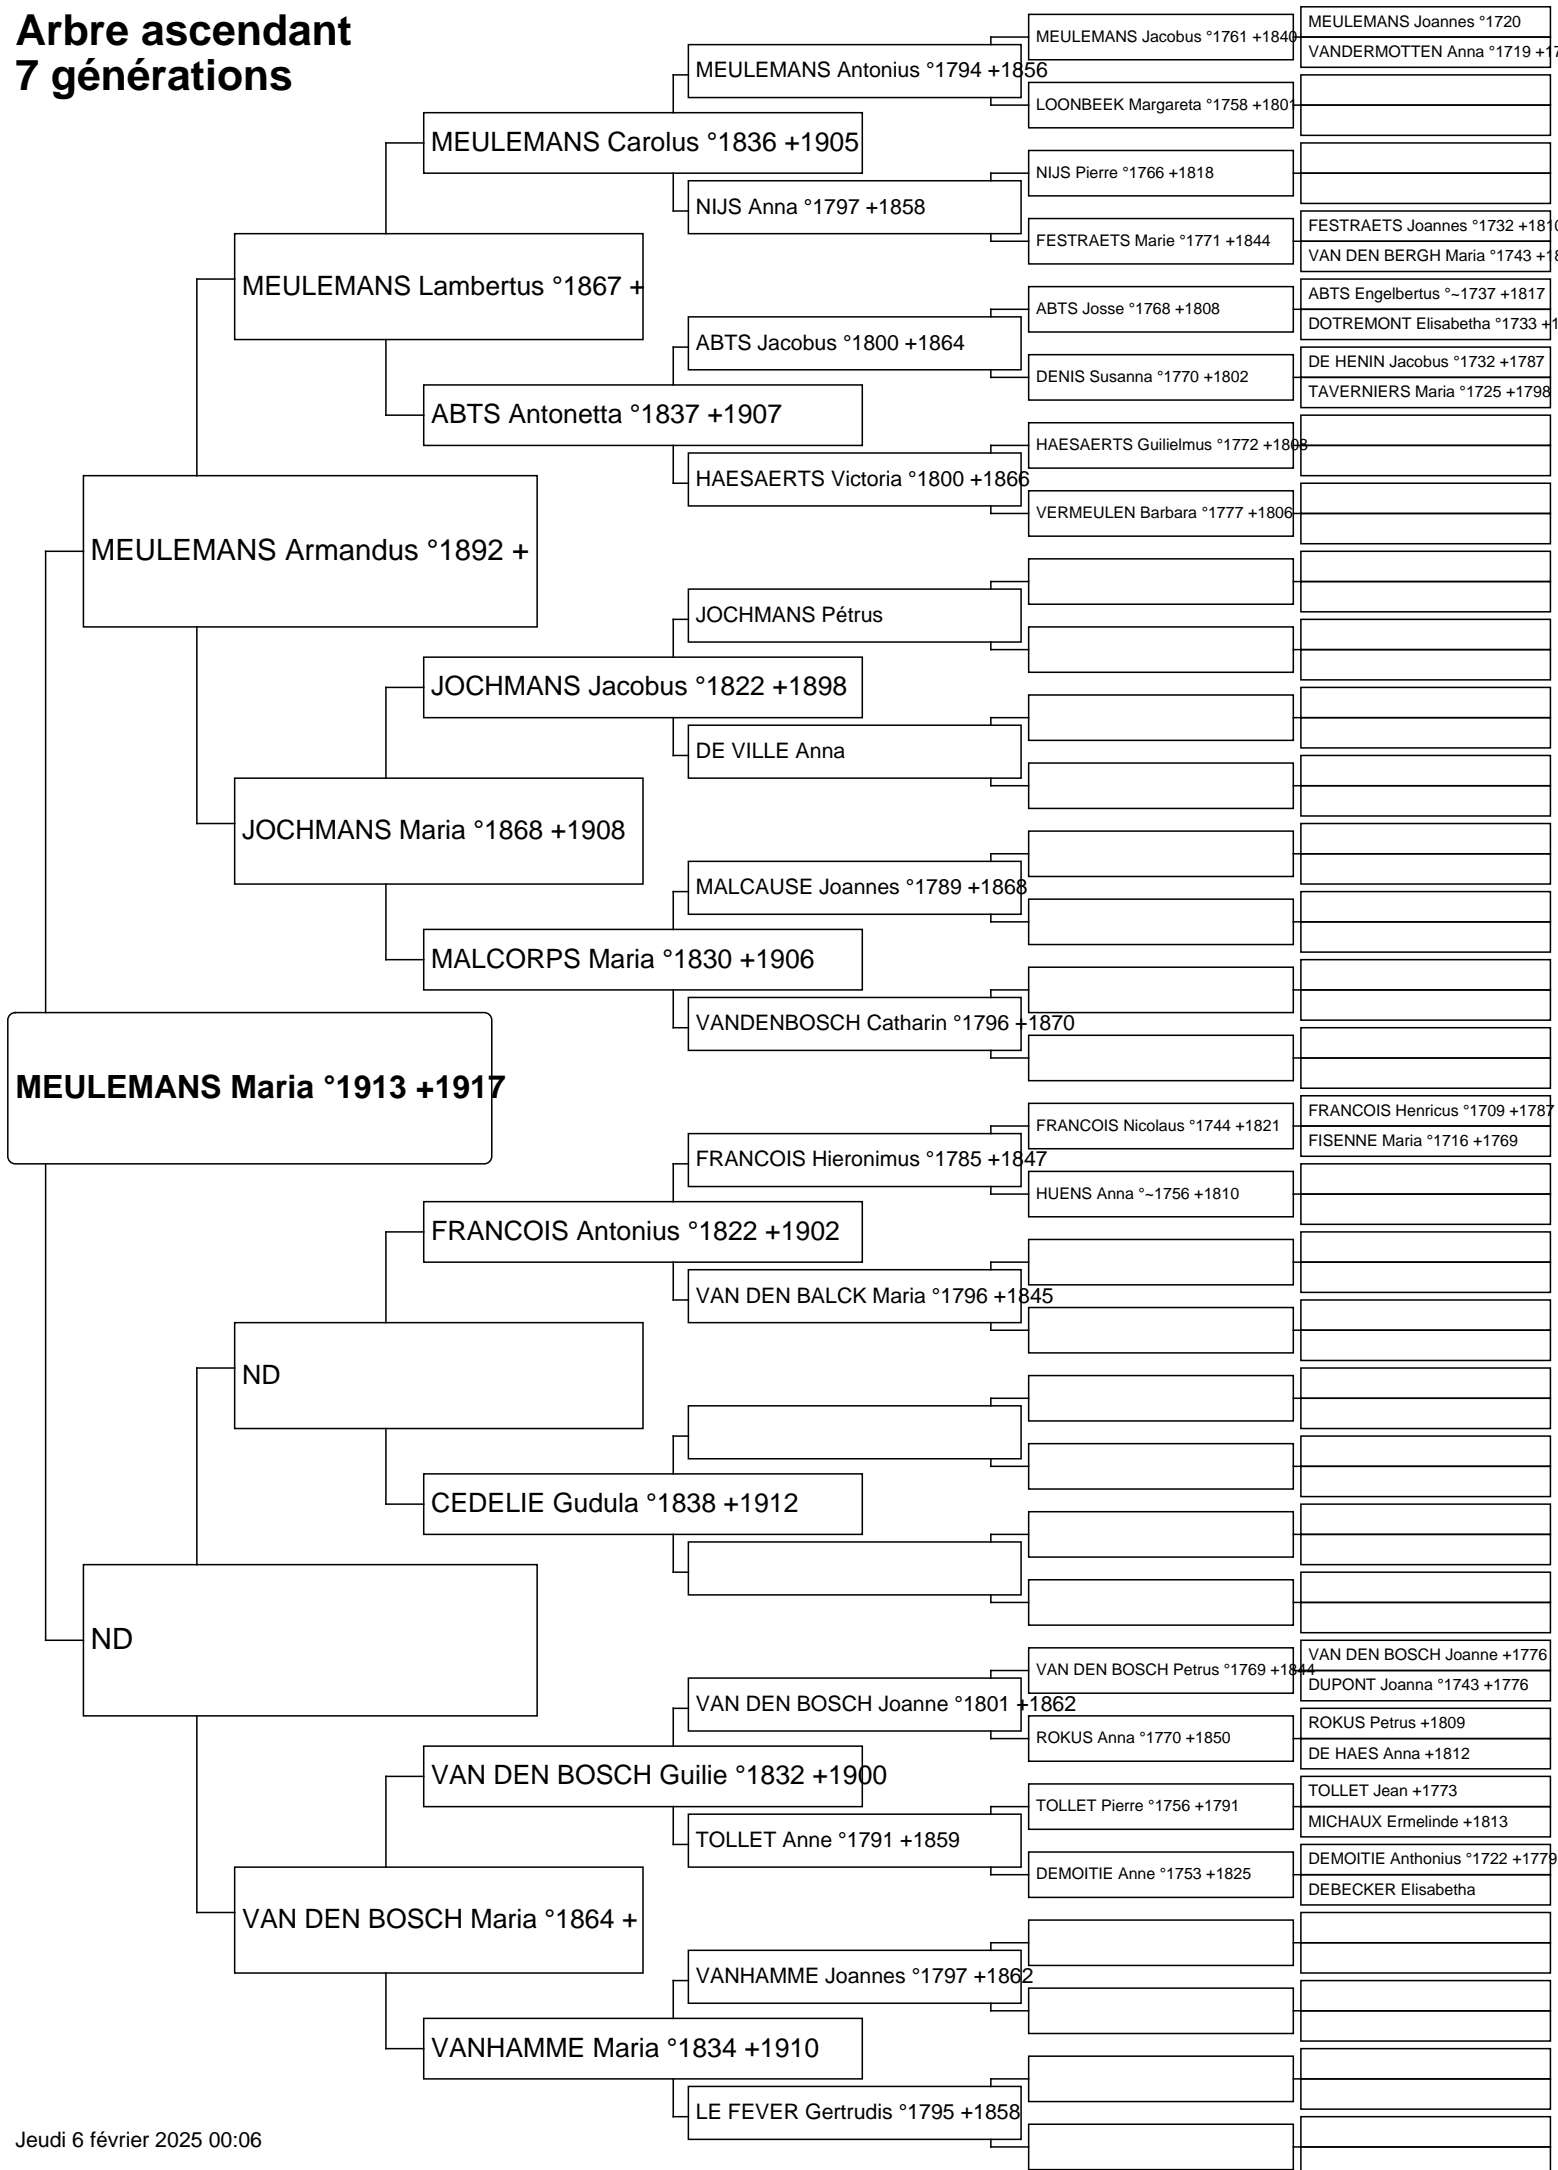 Arbre ascendant
7 générations
MEULEMANS Maria °1913 +1917
MEULEMANS Armandus °1892 +
ND
MEULEMANS Lambertus °1867 +
JOCHMANS Maria °1868 +1908
ND
VAN DEN BOSCH Maria °1864 +
MEULEMANS Carolus °1836 +1905
ABTS Antonetta °1837 +1907
JOCHMANS Jacobus °1822 +1898
MALCORPS Maria °1830 +1906
FRANCOIS Antonius °1822 +1902
CEDELIE Gudula °1838 +1912
VAN DEN BOSCH Guilie °1832 +1900
VANHAMME Maria °1834 +1910
MEULEMANS Antonius °1794 +1856
NIJS Anna °1797 +1858
ABTS Jacobus °1800 +1864
HAESAERTS Victoria °1800 +1866
JOCHMANS Pétrus
DE VILLE Anna
MALCAUSE Joannes °1789 +1868
VANDENBOSCH Catharin °1796 +1870
FRANCOIS Hieronimus °1785 +1847
VAN DEN BALCK Maria °1796 +1845
VAN DEN BOSCH Joanne °1801 +1862
TOLLET Anne °1791 +1859
VANHAMME Joannes °1797 +1862
LE FEVER Gertrudis °1795 +1858
MEULEMANS Jacobus °1761 +1840
LOONBEEK Margareta °1758 +1801
NIJS Pierre °1766 +1818
FESTRAETS Marie °1771 +1844
ABTS Josse °1768 +1808
DENIS Susanna °1770 +1802
HAESAERTS Guilielmus °1772 +1808
VERMEULEN Barbara °1777 +1806
FRANCOIS Nicolaus °1744 +1821
HUENS Anna °~1756 +1810
VAN DEN BOSCH Petrus °1769 +1844
ROKUS Anna °1770 +1850
TOLLET Pierre °1756 +1791
DEMOITIE Anne °1753 +1825
MEULEMANS Joannes °1720
VANDERMOTTEN Anna °1719 +17
FESTRAETS Joannes °1732 +1810
VAN DEN BERGH Maria °1743 +18
ABTS Engelbertus °~1737 +1817
DOTREMONT Elisabetha °1733 +1
DE HENIN Jacobus °1732 +1787
TAVERNIERS Maria °1725 +1798
FRANCOIS Henricus °1709 +1787
FISENNE Maria °1716 +1769
VAN DEN BOSCH Joanne +1776
DUPONT Joanna °1743 +1776
ROKUS Petrus +1809
DE HAES Anna +1812
TOLLET Jean +1773
MICHAUX Ermelinde +1813
DEMOITIE Anthonius °1722 +1779
DEBECKER Elisabetha
Jeudi 6 février 2025 00:06